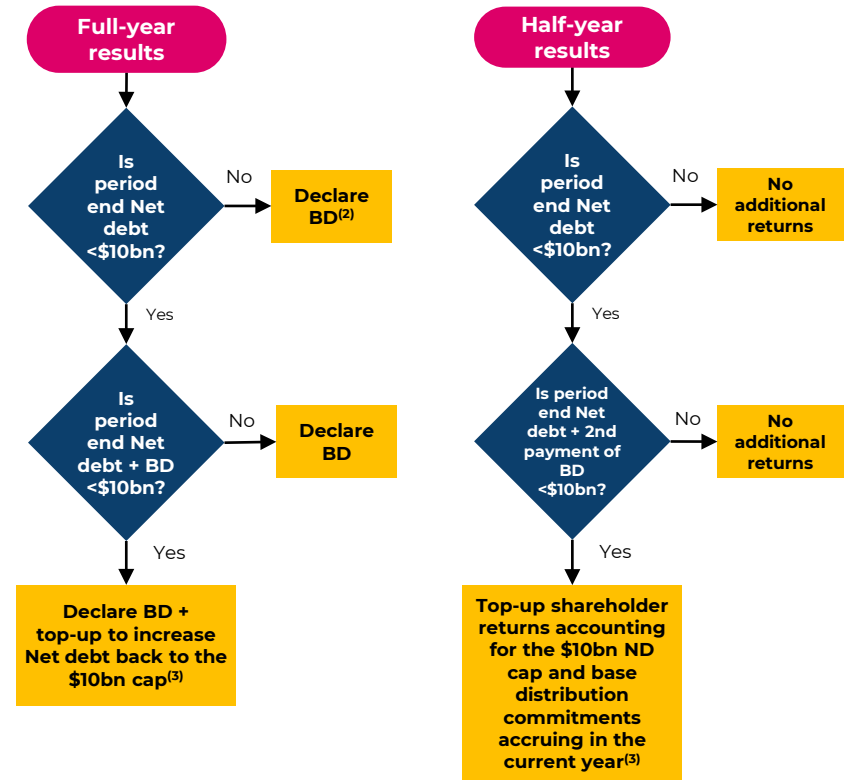 Full-year
results
Is
period
end Net
debt
<$10bn?
No
Declare
BD(2)
Yes
Is
period
end Net
debt + BD
<$10bn?
No
Declare
BD
Yes
Declare BD +
top-up to increase
Net debt back to the
$10bn cap(3)
Half-year
results
Is
period
end Net
debt
<$10bn?
No
No
additional
returns
Yes
Is period
end Net
debt + 2nd
payment of
BD
<$10bn?
No
No
additional
returns
Yes
Top-up shareholder
returns accounting
for the $10bn ND
cap and base
distribution
commitments
accruing in the
current year(3)